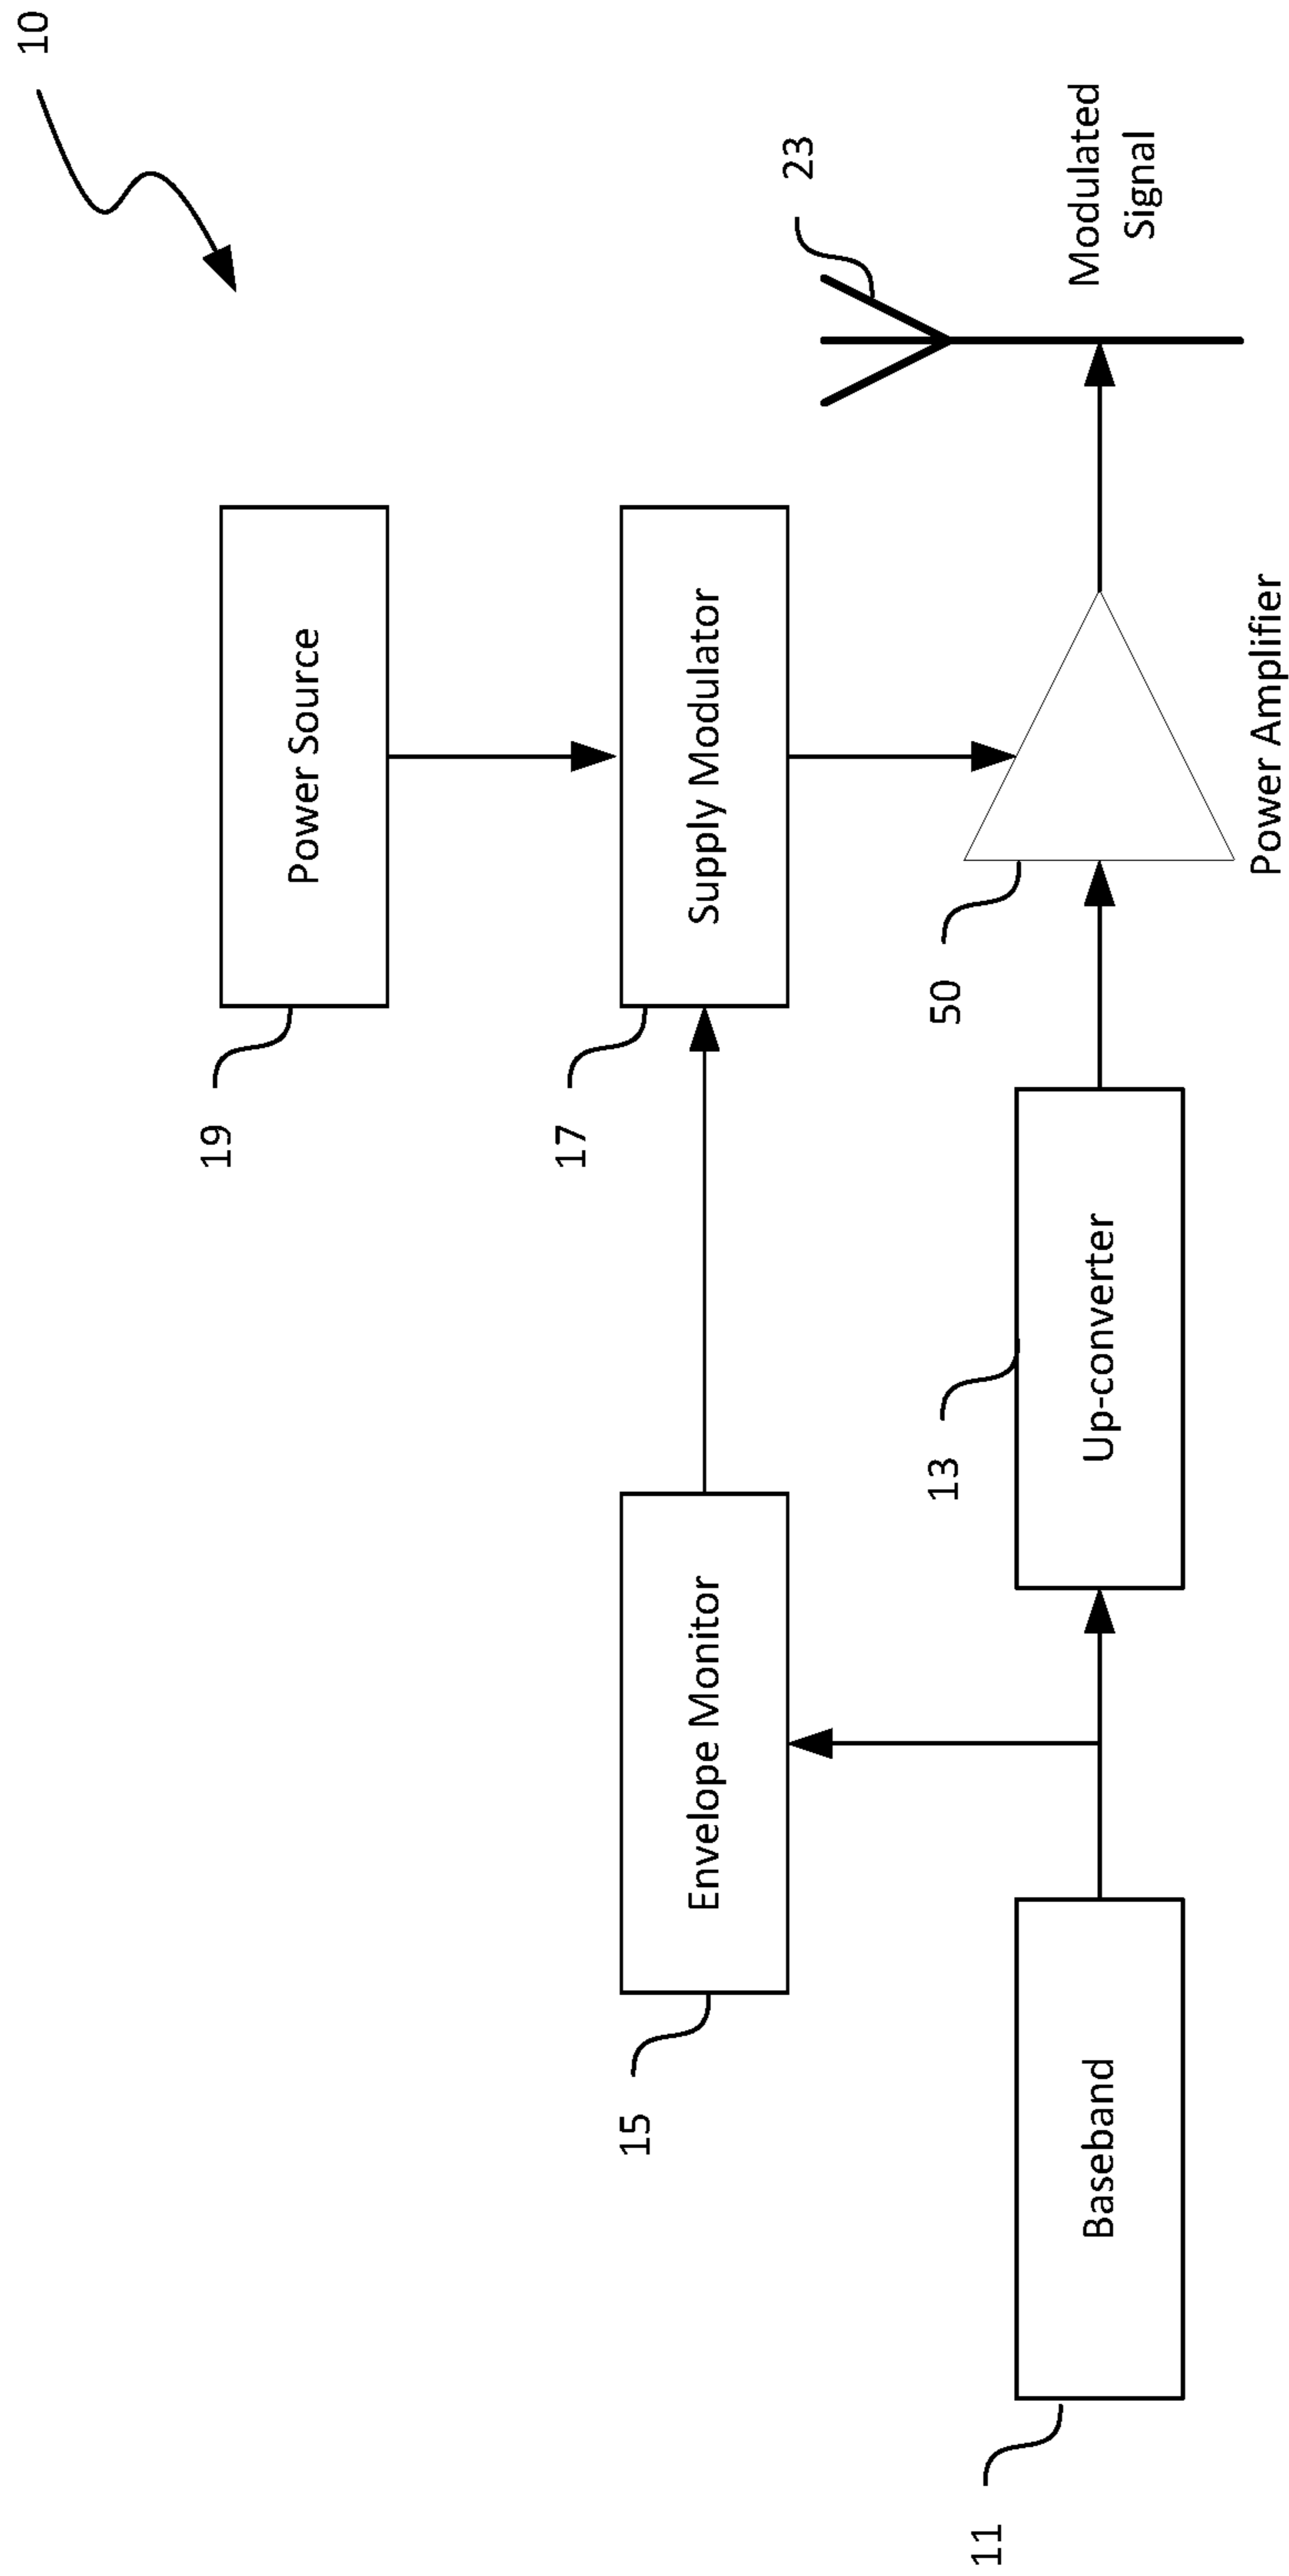 10
19
Power Source
15
Envelope Monitor
17
Supply Modulator
23
11
Baseband
13
Up-converter
50
Power Amplifier
Modulated
Signal